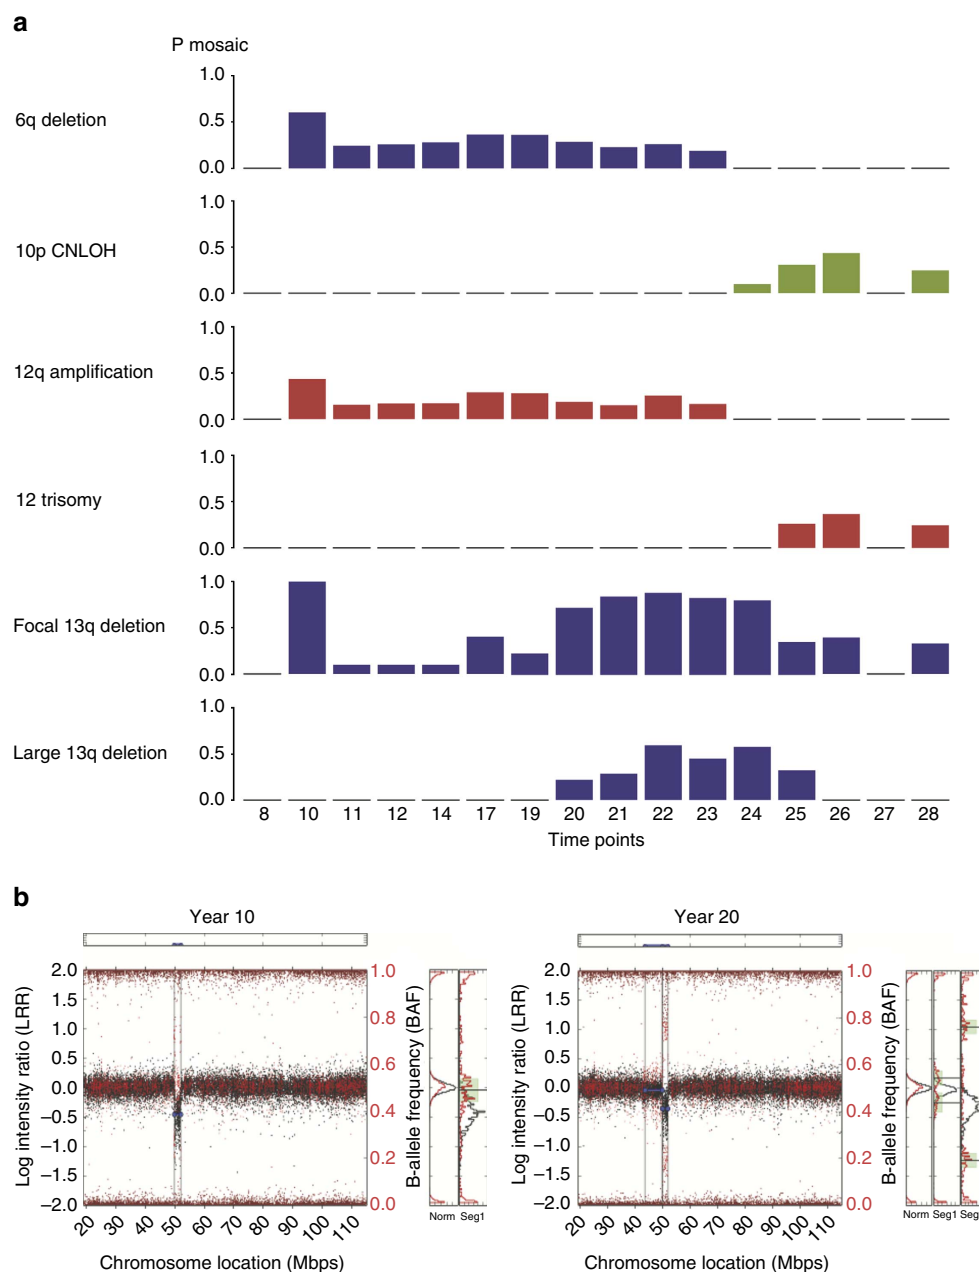 a
P mosaic
6q deletion
1.0
0.5
0.0
10p CNLOH
1.0
0.5
0.0
12q amplification
1.0
0.5
0.0
12 trisomy
1.0
0.5
0.0
Focal 13q deletion
1.0
0.5
0.0
Large 13q deletion
1.0
0.5
0.0
8 10 11 12 14 17 19 20 21 22 23 24 25 26 27 28
Time points
b
Year 10
Log intensity ratio (LRR)
2.0
1.5
1.0
0.5
0.0
−0.5
−1.0
−1.5
−2.0
1.0
0.8
0.6
0.4
0.2
0.0
B-allele frequency (BAF)
20 30 40 50 60 70 80 90 100 110
Chromosome location (Mbps)
Norm Seg1
Year 20
Log intensity ratio (LRR)
2.0
1.5
1.0
0.5
0.0
−0.5
−1.0
−1.5
−2.0
1.0
0.8
0.6
0.4
0.2
0.0
B-allele frequency (BAF)
20 30 40 50 60 70 80 90 100 110
Chromosome location (Mbps)
Norm Seg1 Seg